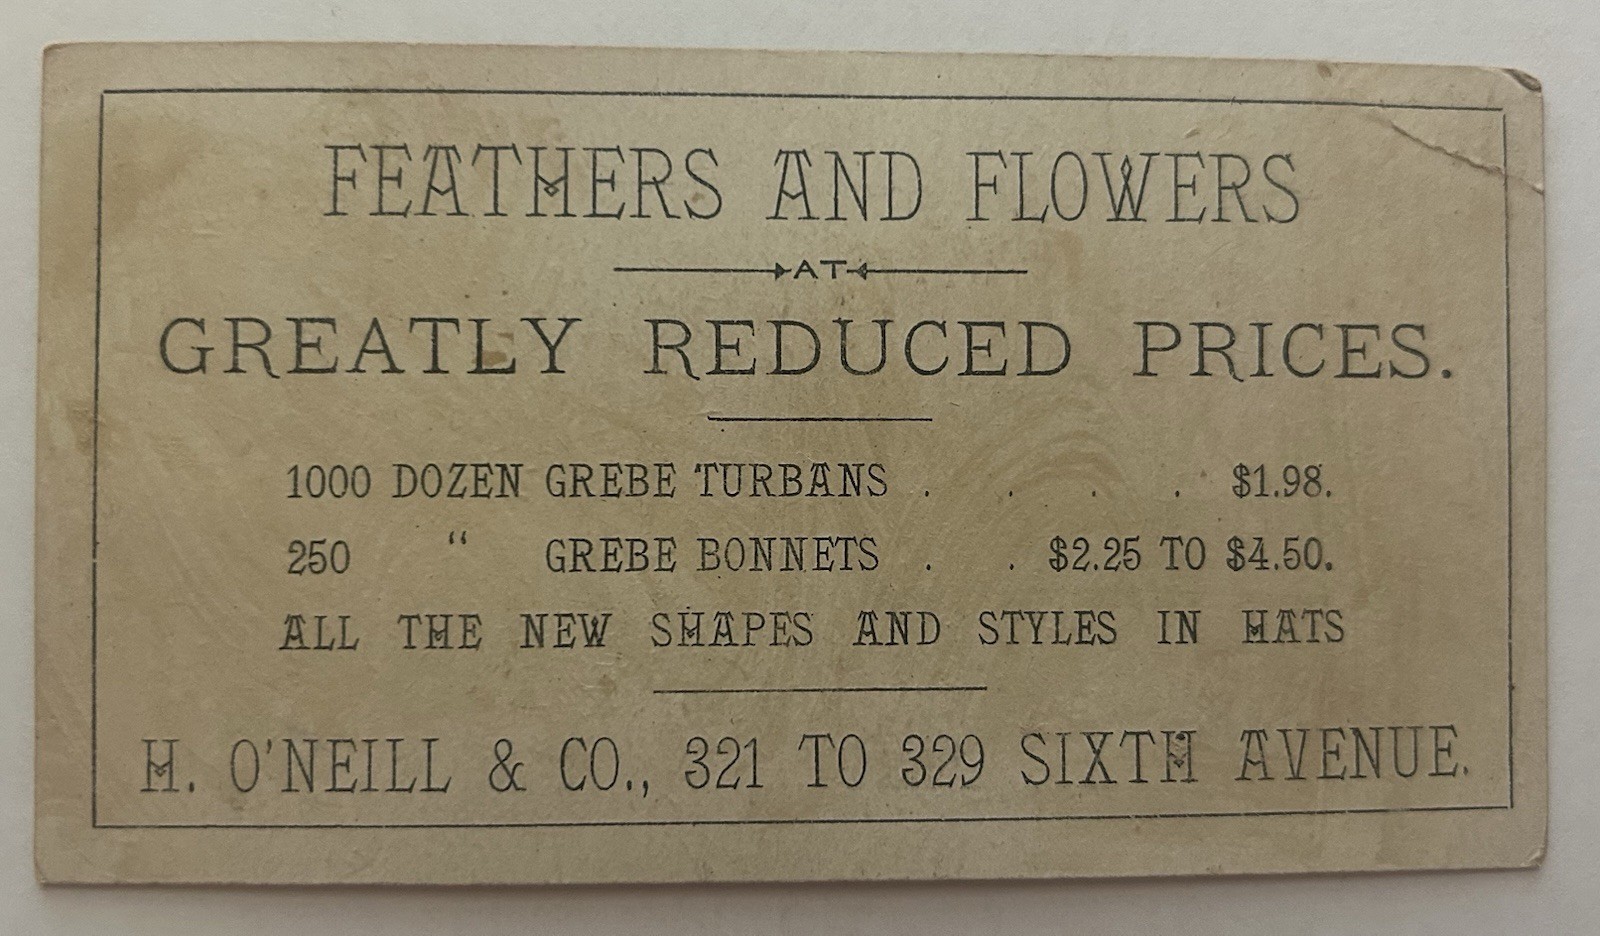 FEATHERS AND FLOWERS
AT
GREATLY REDUCED PRICES.
1000 DOZEN GREBE TURBANS . . . . $1.98.
250 “ GREBE BONNETS . . $2.25 TO $4.50.
ALL THE NEW SHAPES AND STYLES IN HATS
H. O'NEILL & CO., 321 TO 329 SIXTH AVENUE.